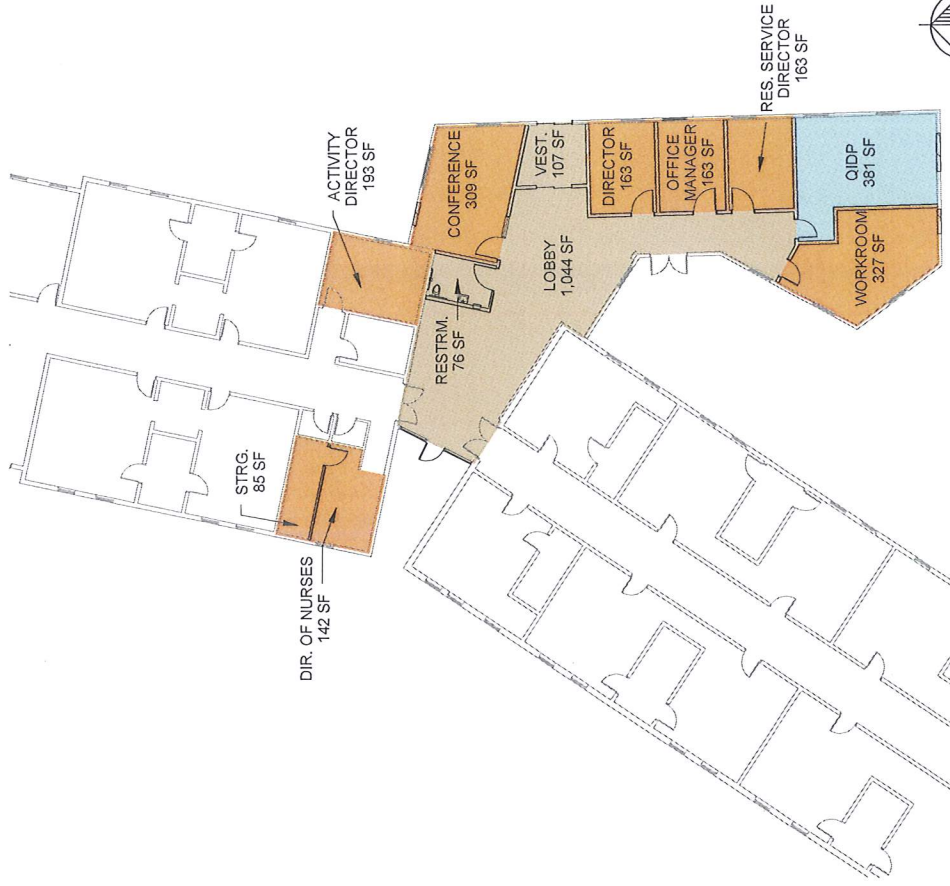 RES. SERVICE
DIRECTOR
163 SF
ACTIVITY
DIRECTOR
193 SF
CONFERENCE
309 SF
VEST.
107 SF
DIRECTOR
163 SF
OFFICE
MANAGER
163 SF
QIDP
381 SF
WORKROOM
327 SF
LOBBY
1,044 SF
RESTRM.
76 SF
STRG.
85 SF
DIR. OF NURSES
142 SF